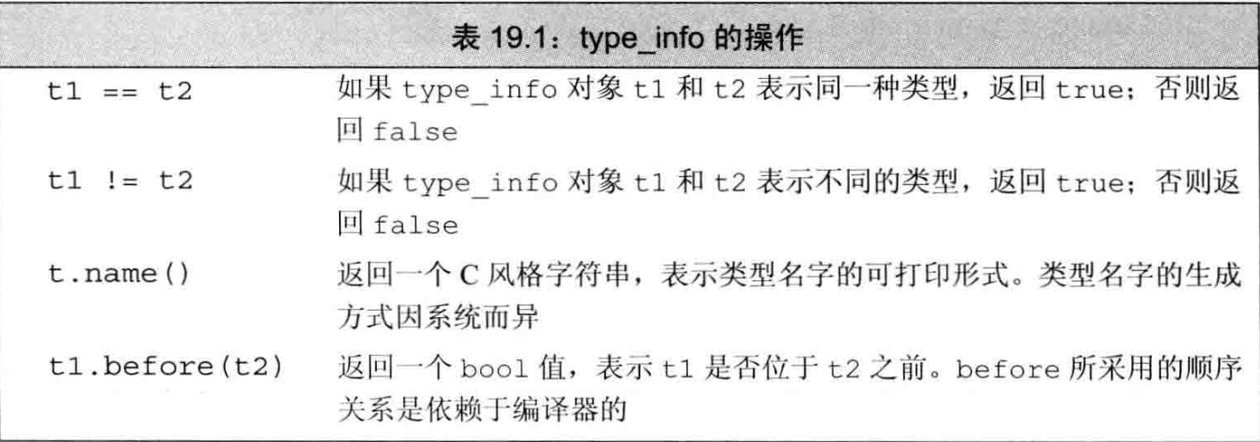 表 19.1：type_info 的操作
t1 == t2 如果 type_info 对象 t1 和 t2 表示同一种类型，返回 true；否则返
回 false
t1 != t2 如果 type_info 对象 t1 和 t2 表示不同的类型，返回 true；否则返
回 false
t.name() 返回一个 C 风格字符串，表示类型名字的可打印形式。类型名字的生成
方式因系统而异
t1.before(t2) 返回一个 bool 值，表示 t1 是否位于 t2 之前。before 所采用的顺序
关系是依赖于编译器的